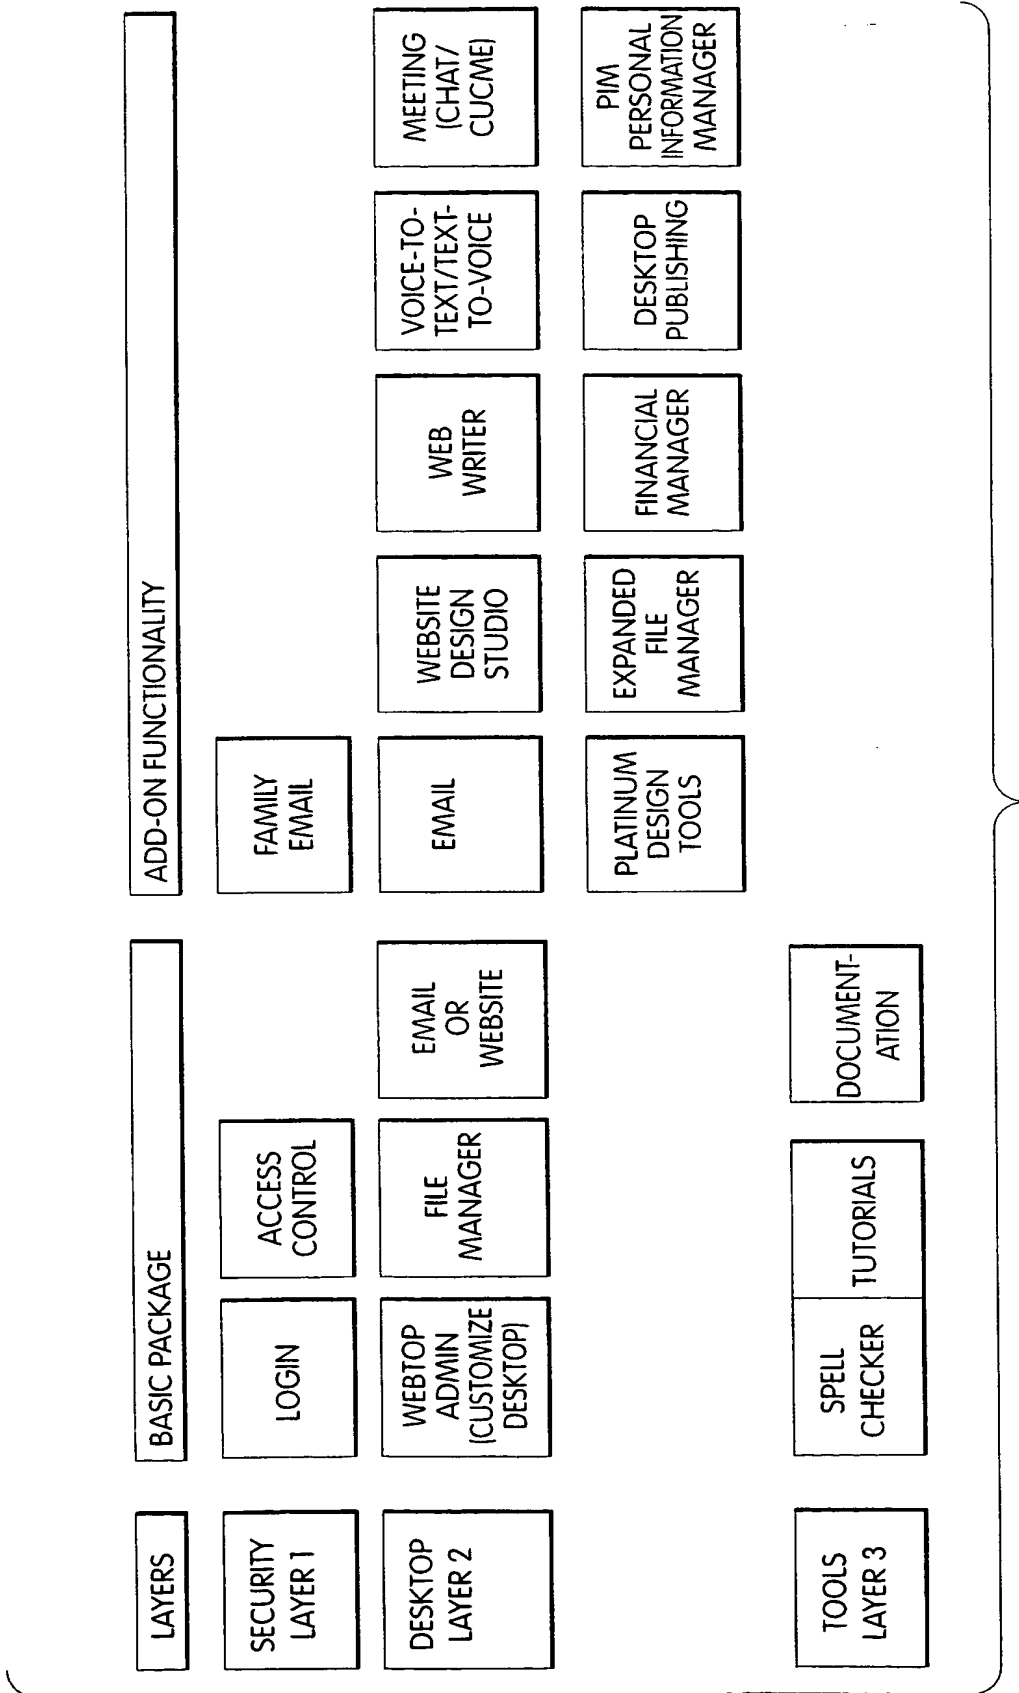 LAYERS
BASIC PACKAGE
ADD-ON FUNCTIONALITY
SECURITY
LAYER 1
LOGIN
ACCESS
CONTROL
FAMILY
EMAIL
DESKTOP
LAYER 2
WEBTOP
ADMIN
(CUSTOMIZE
DESKTOP)
FILE
MANAGER
EMAIL
OR
WEBSITE
EMAIL
WEBSITE
DESIGN
STUDIO
WEB
WRITER
VOICE-TO-
TEXT/TEXT-
TO-VOICE
MEETING
(CHAT/
CUCME)
PLATINUM
DESIGN
TOOLS
EXPANDED
FILE
MANAGER
FINANCIAL
MANAGER
DESKTOP
PUBLISHING
PIM
PERSONAL
INFORMATION
MANAGER
TOOLS
LAYER 3
SPELL
CHECKER
TUTORIALS
DOCUMENT-
ATION